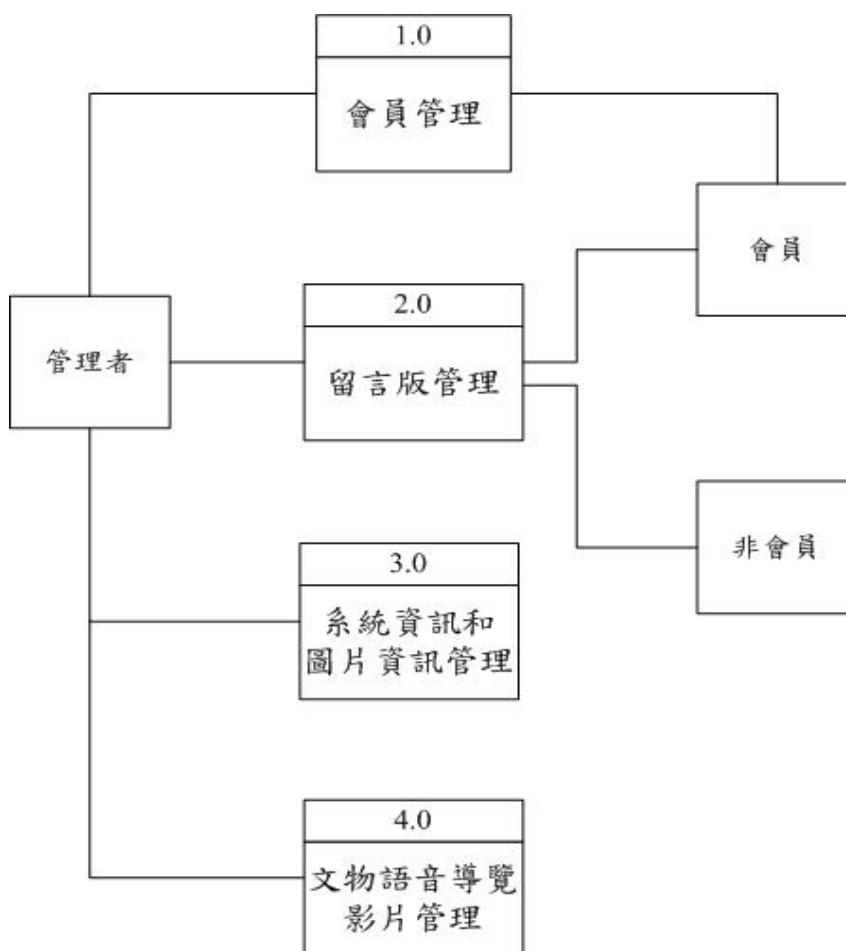 1.0
會員管理
會員
2.0
管理者
留言版管理
非會員
3.0
系統資訊和
圖片資訊管理
4.0
文物語音導覽
影片管理